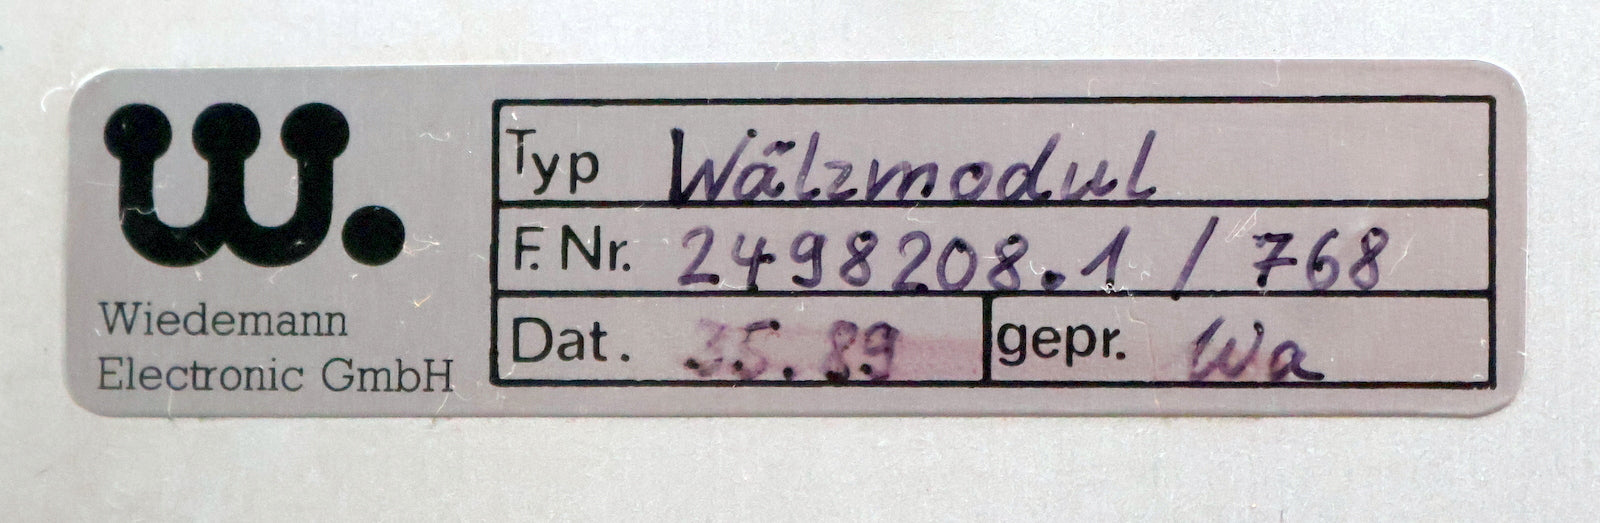 W.
Wiedemann
Electronic GmbH
Typ Wälzmodul
F. Nr. 2498208.1 / 768
Dat. 35.89 gepr. Wa